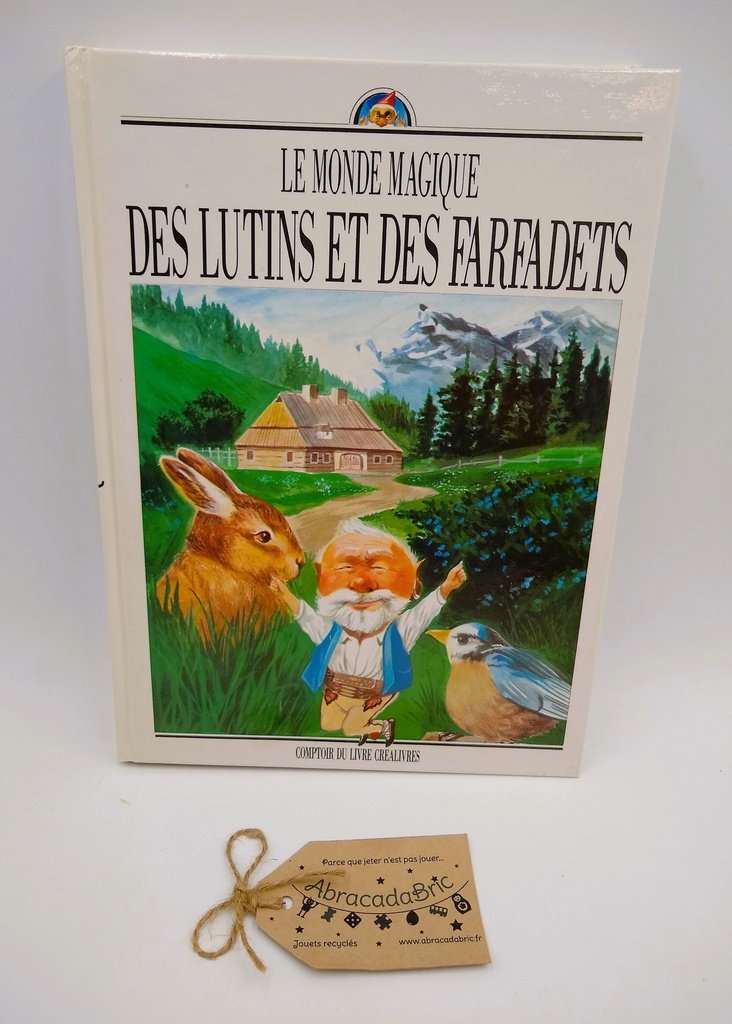 LE MONDE MAGIQUE
DES LUTINS ET DES FARFADETS
COMPTOIR DU LIVRE CREALIVRES
Parce que jeter n'est pas jouer...
AbracadaBric
Jouets recyclés
www.abracadabric.fr